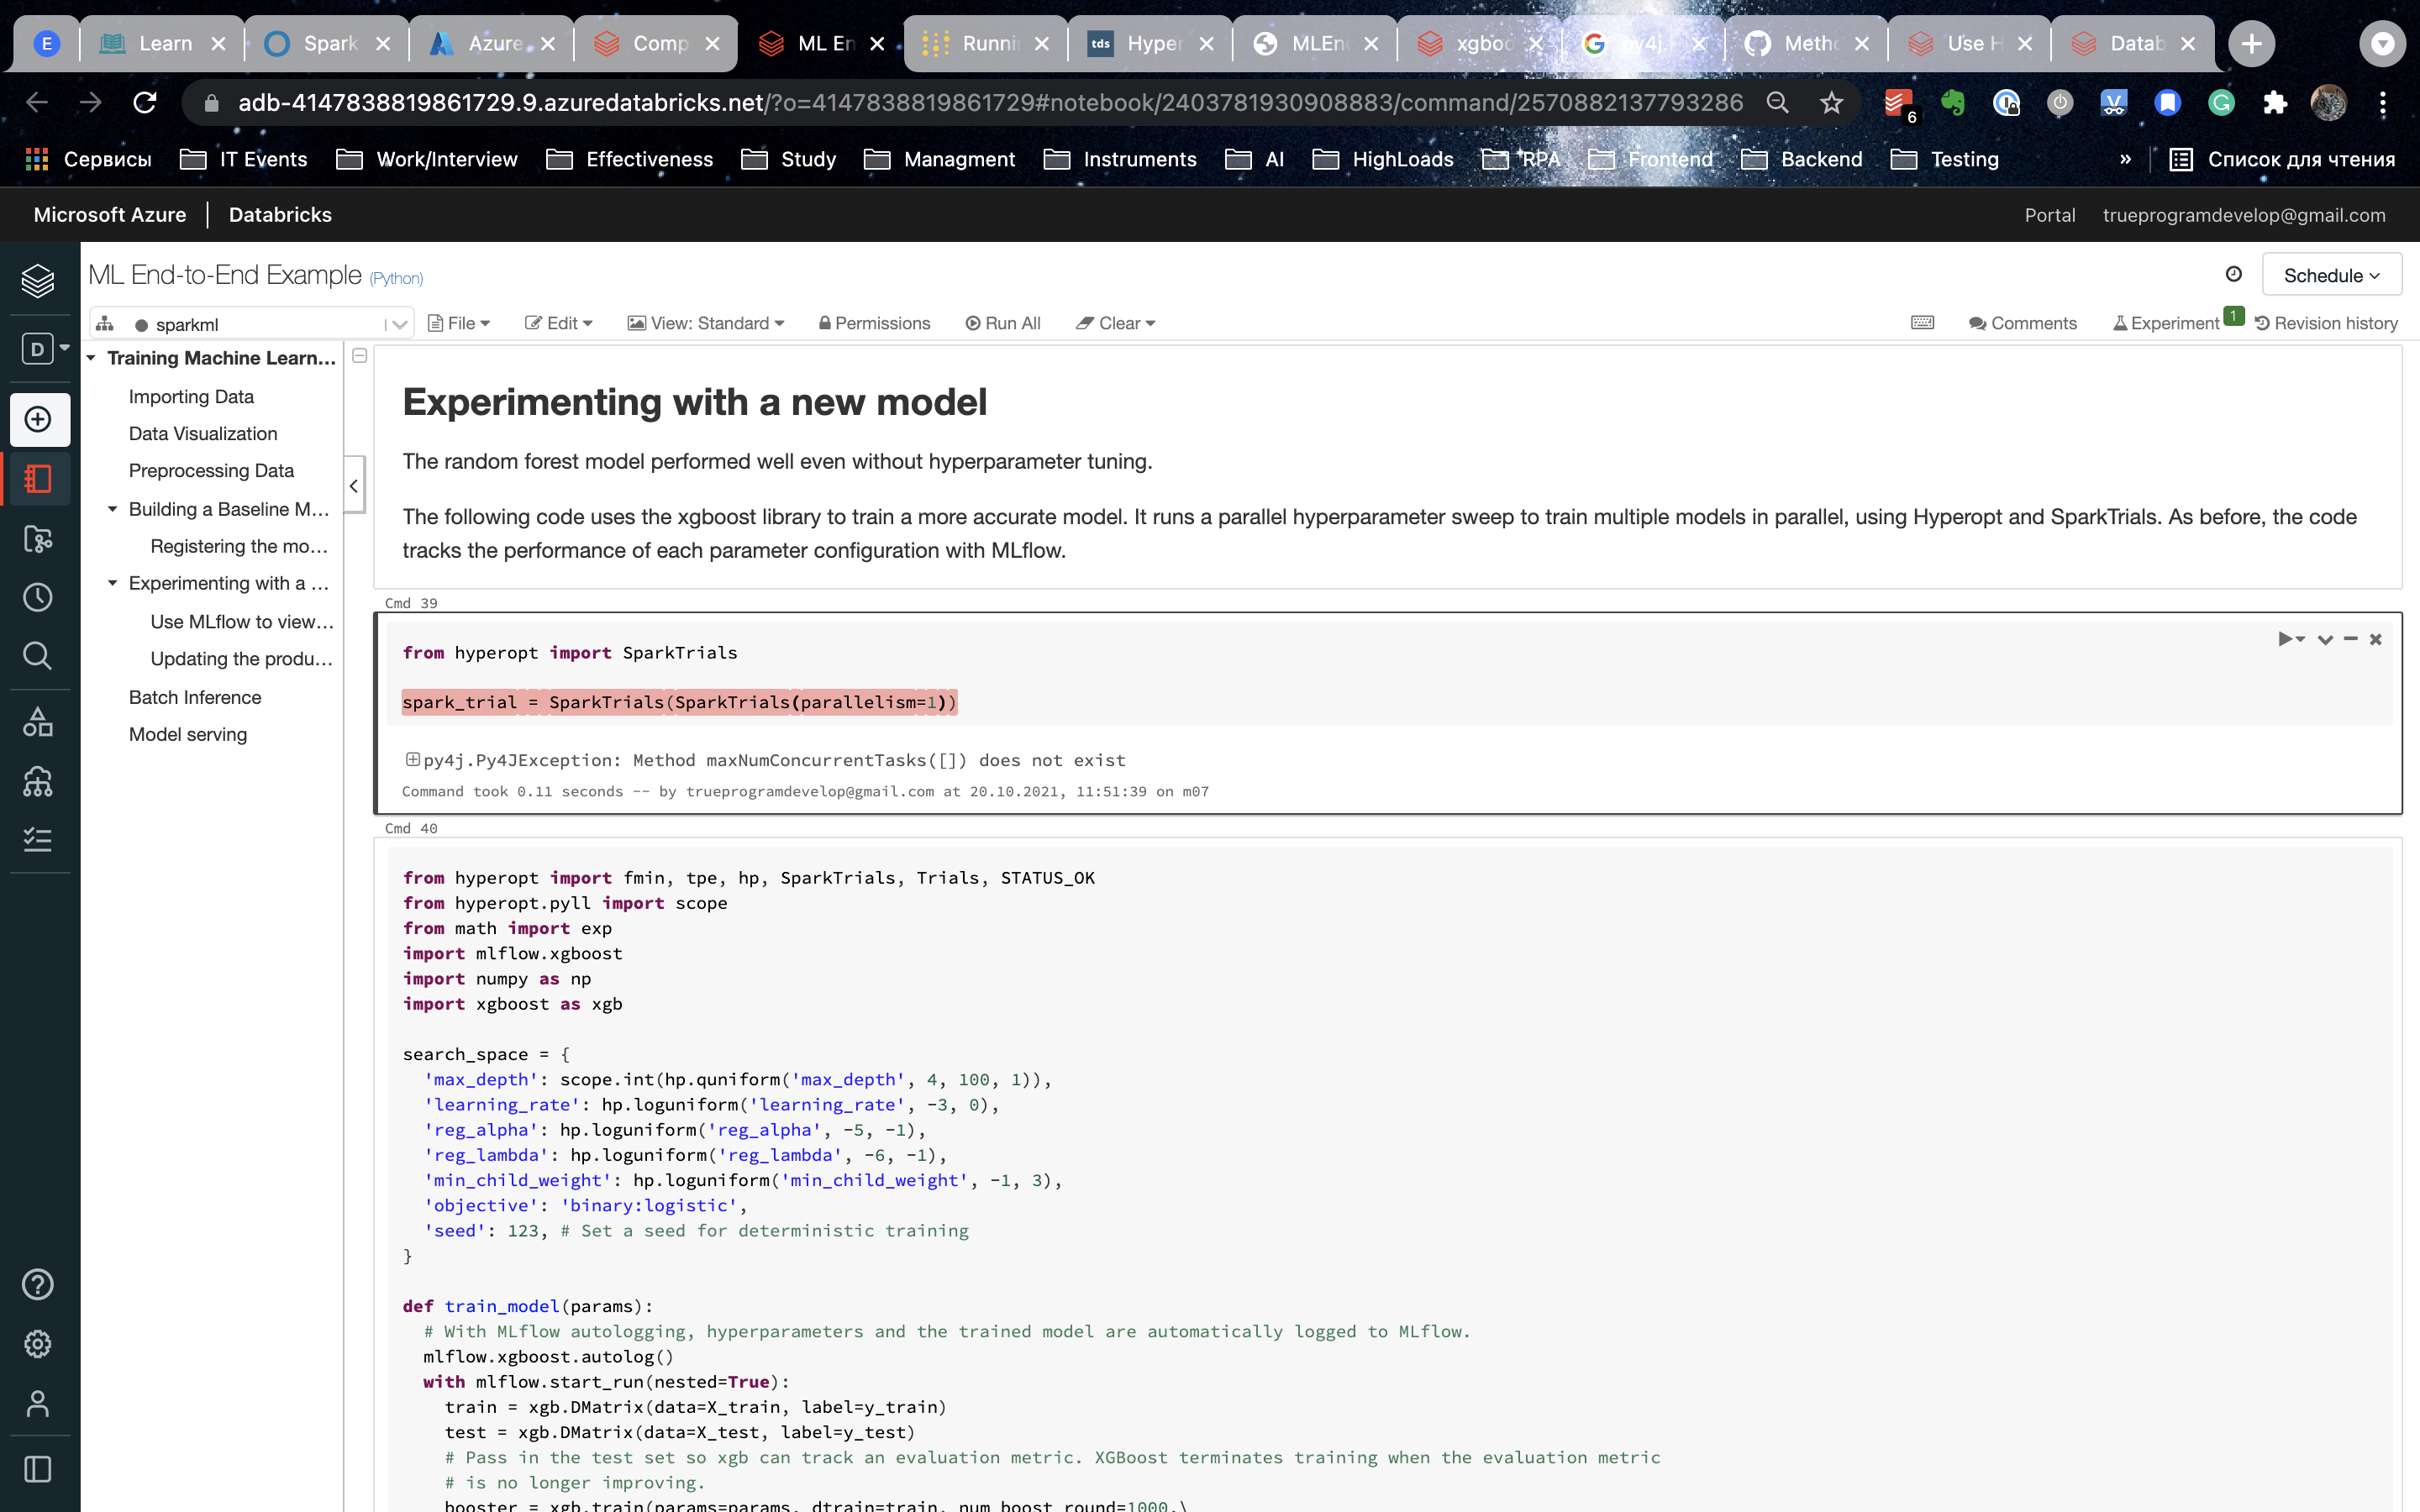 E
Learn
Spark
Azure
Comp
ML En
Runni
tds
Hyper
MLEn
xgboo
py4j.
Metho
Use H
Datab
adb-4147838819861729.9.azuredatabricks.net/?o=4147838819861729#notebook/2403781930908883/command/2570882137793286
6
Сервисы
IT Events
Work/Interview
Effectiveness
Study
Managment
Instruments
AI
HighLoads
RPA
Frontend
Backend
Testing
»
Список для чтения
Microsoft Azure
Databricks
Portal
trueprogramdevelop@gmail.com
D
ML End-to-End Example (Python)
Schedule
sparkml
File
Edit
View: Standard
Permissions
Run All
Clear
Comments
Experiment
1
Revision history
Training Machine Learn...
Importing Data
Data Visualization
Preprocessing Data
Building a Baseline M...
Registering the mo...
Experimenting with a ...
Use MLflow to view...
Updating the produ...
Batch Inference
Model serving
Experimenting with a new model
The random forest model performed well even without hyperparameter tuning.
The following code uses the xgboost library to train a more accurate model. It runs a parallel hyperparameter sweep to train multiple models in parallel, using Hyperopt and SparkTrials. As before, the code
tracks the performance of each parameter configuration with MLflow.
Cmd 39
from hyperopt import SparkTrials
spark_trial = SparkTrials(SparkTrials(parallelism=1))
py4j.Py4JException: Method maxNumConcurrentTasks([]) does not exist
Command took 0.11 seconds -- by trueprogramdevelop@gmail.com at 20.10.2021, 11:51:39 on m07
Cmd 40
from hyperopt import fmin, tpe, hp, SparkTrials, Trials, STATUS_OK
from hyperopt.pyll import scope
from math import exp
import mlflow.xgboost
import numpy as np
import xgboost as xgb
search_space = {
'max_depth': scope.int(hp.quniform('max_depth', 4, 100, 1)),
'learning_rate': hp.loguniform('learning_rate', -3, 0),
'reg_alpha': hp.loguniform('reg_alpha', -5, -1),
'reg_lambda': hp.loguniform('reg_lambda', -6, -1),
'min_child_weight': hp.loguniform('min_child_weight', -1, 3),
'objective': 'binary:logistic',
'seed': 123, # Set a seed for deterministic training
}
def train_model(params):
# With MLflow autologging, hyperparameters and the trained model are automatically logged to MLflow.
mlflow.xgboost.autolog()
with mlflow.start_run(nested=True):
train = xgb.DMatrix(data=X_train, label=y_train)
test = xgb.DMatrix(data=X_test, label=y_test)
# Pass in the test set so xgb can track an evaluation metric. XGBoost terminates training when the evaluation metric
# is no longer improving.
booster = xgb.train(params=params, dtrain=train, num_boost_round=1000,\